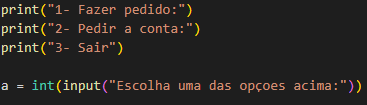 print("1- Fazer pedido:")
print("2- Pedir a conta:")
print("3- Sair")
a = int(input("Escolha uma das opçoes acima:"))